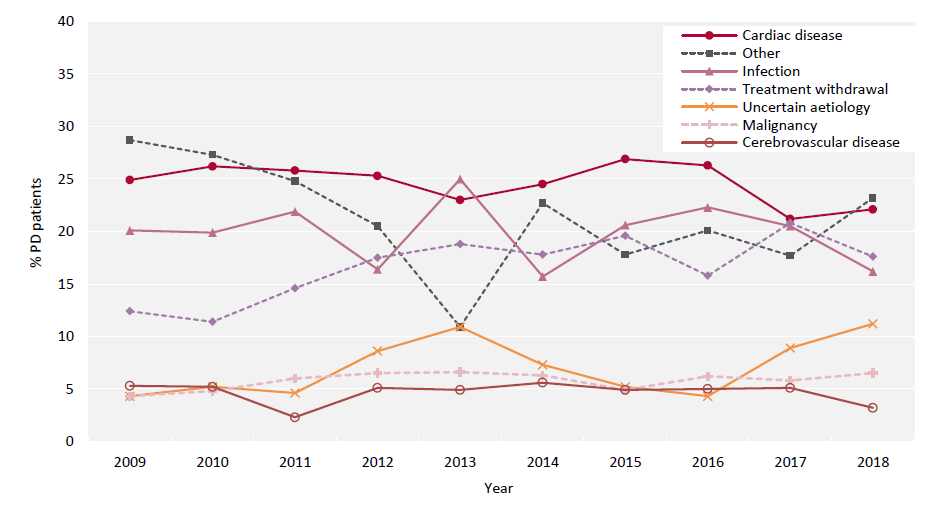 40
35
30
25
20
15
10
5
0
% PD patients
Cardiac disease
Other
Infection
Treatment withdrawal
Uncertain aetiology
Malignancy
Cerebrovascular disease
2009 2010 2011 2012 2013 2014 2015 2016 2017 2018
Year